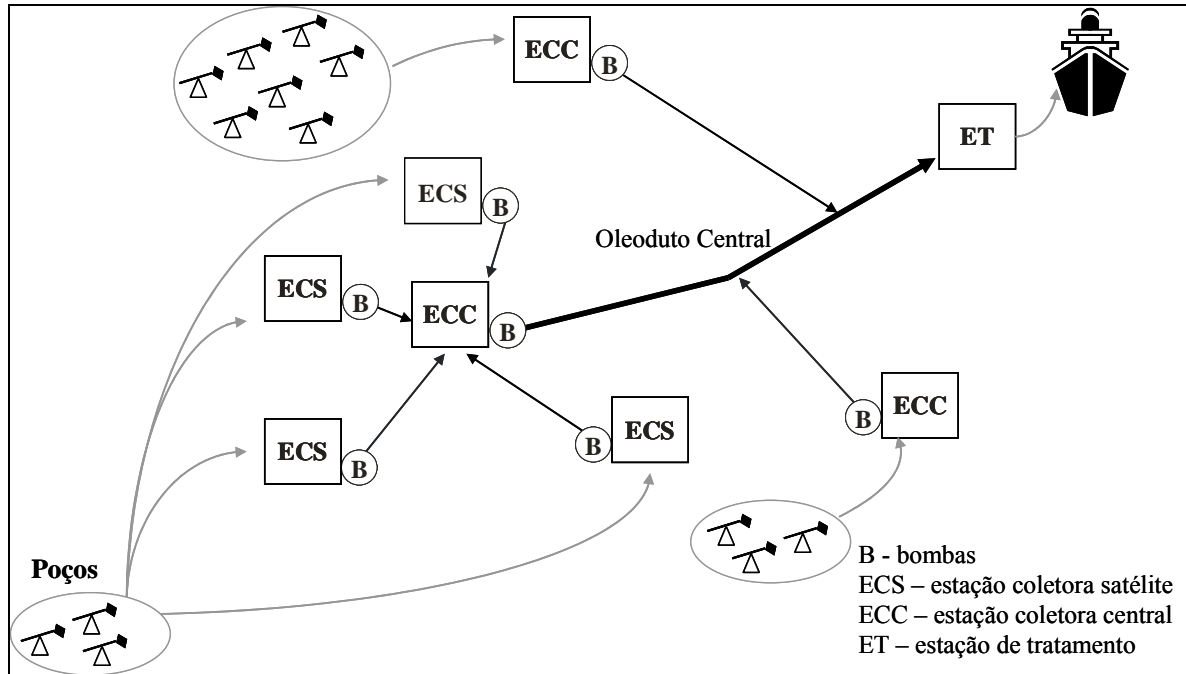 ECC
B
ET
ECS
B
Oleoduto Central
ECS
B
ECC
B
ECC
B
ECS
B
ECS
B
Poços
B - bombas
ECS – estação coletora satélite
ECC – estação coletora central
ET – estação de tratamento